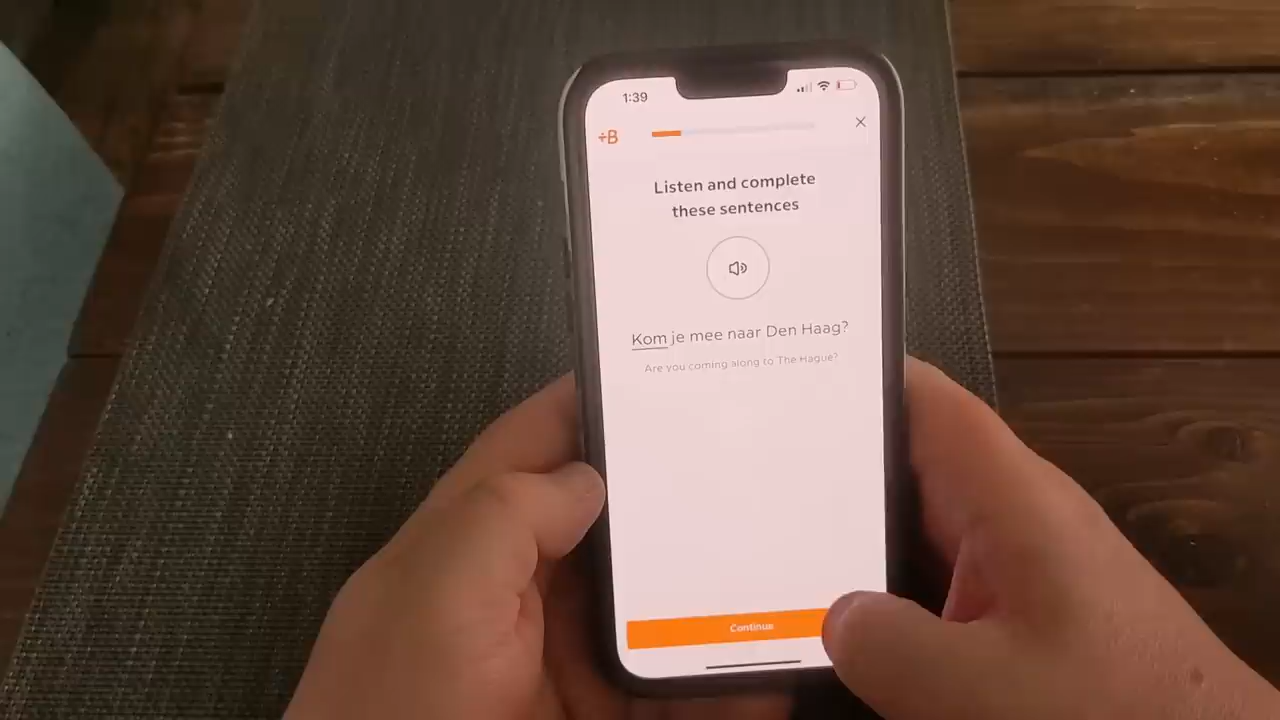 1:39
+B
Listen and complete
these sentences
Kom je mee naar Den Haag?
Are you coming along to The Hague?
Continue